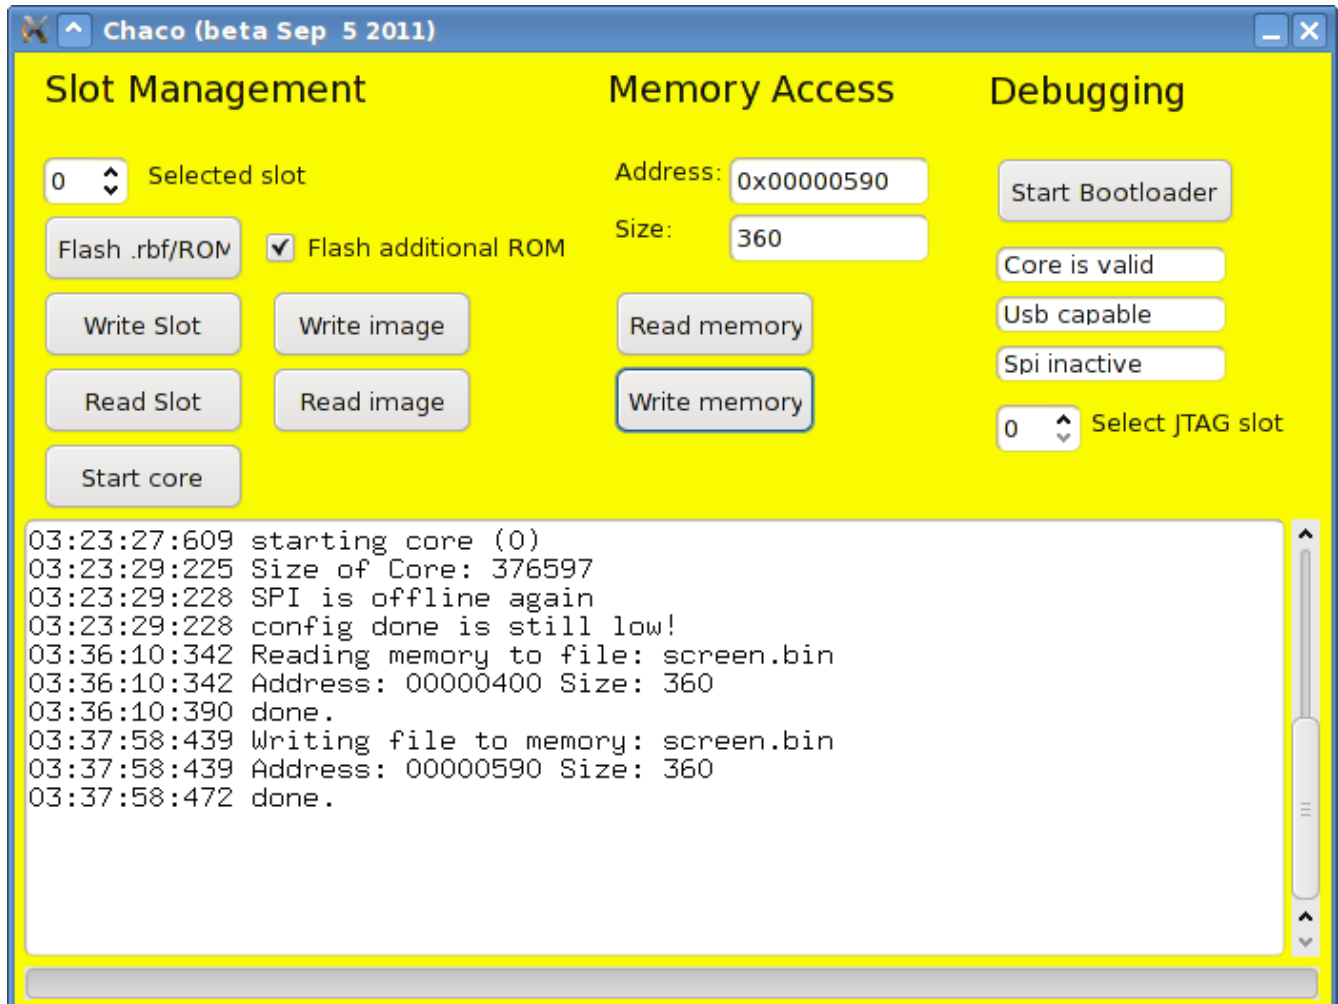 Chaco (beta Sep  5 2011)
Slot Management
Memory Access
Debugging
0 Selected slot
Address: 0x00000590
Start Bootloader
Flash .rbf/ROM
Flash additional ROM
Size: 360
Core is valid
Write Slot
Write image
Read memory
Usb capable
Spi inactive
Read Slot
Read image
Write memory
0 Select JTAG slot
Start core
03:23:27:609 starting core (0)
03:23:29:225 Size of Core: 376597
03:23:29:228 SPI is offline again
03:23:29:228 config done is still low!
03:36:10:342 Reading memory to file: screen.bin
03:36:10:342 Address: 00000400 Size: 360
03:36:10:390 done.
03:37:58:439 Writing file to memory: screen.bin
03:37:58:439 Address: 00000590 Size: 360
03:37:58:472 done.